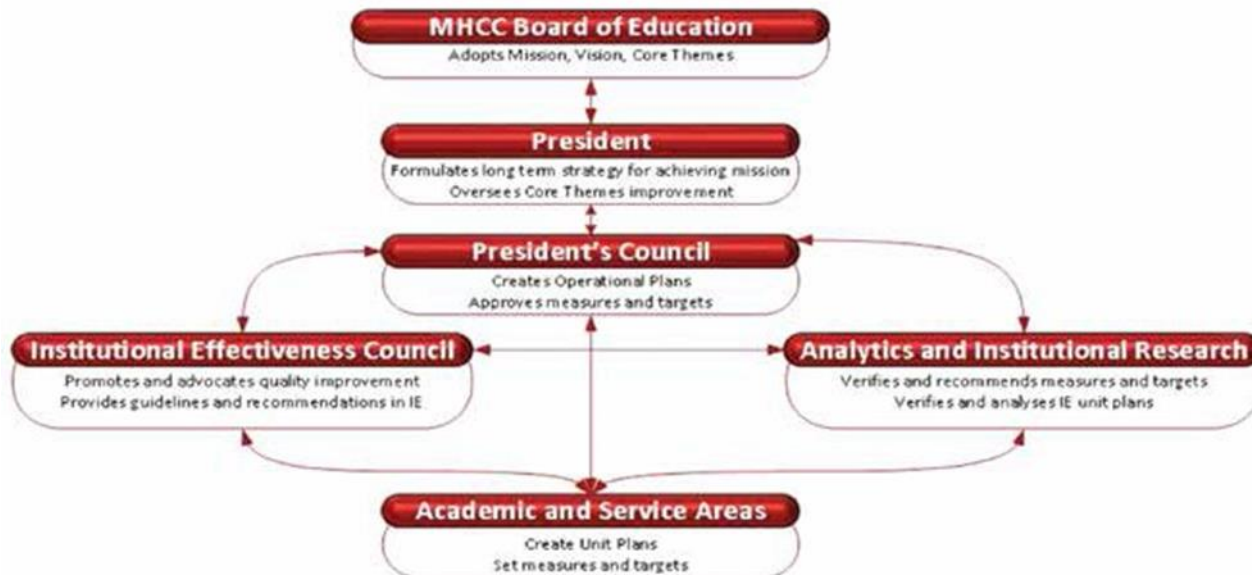 MHCC Board of Education
Adopts Mission, Vision, Core Themes
President
Formulates long term strategy for achieving mission
Oversees Core Themes improvement
President's Council
Creates Operational Plans
Approves measures and targets
Institutional Effectiveness Council
Promotes and advocates quality improvement
Provides guidelines and recommendations in IE
Analytics and Institutional Research
Verifies and recommends measures and targets
Verifies and analyses IE unit plans
Academic and Service Areas
Create Unit Plans
Set measures and targets